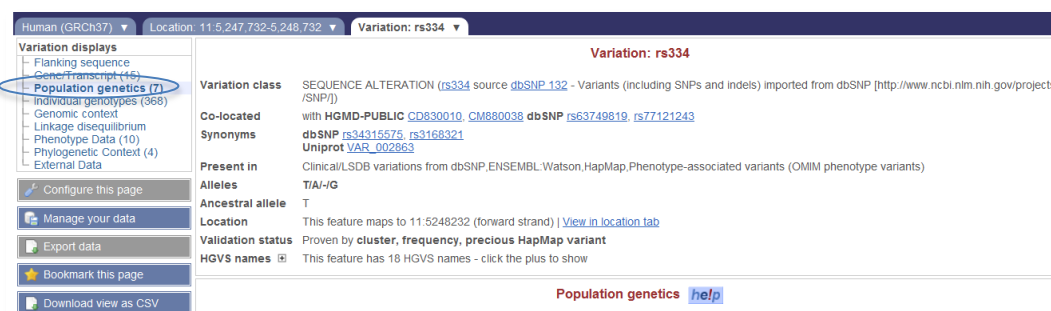 Human (GRCh37) ▼ Location: 11:5,247,732-5,248,732 ▼ Variation: rs334 ▼
Variation displays
Flanking sequence
Gene/Transcript (15)
Population genetics (7)
Individual genotypes (368)
Genomic context
Linkage disequilibrium
Phenotype Data (10)
Phylogenetic Context (4)
External Data
Configure this page
Manage your data
Export data
Bookmark this page
Download view as CSV
Variation: rs334
Variation class SEQUENCE ALTERATION (rs334 source dbSNP 132 - Variants (including SNPs and indels) imported from dbSNP [http://www.ncbi.nlm.nih.gov/projects
/SNP/])
Co-located with HGMD-PUBLIC CD830010, CM880038 dbSNP rs63749819, rs77121243
Synonyms dbSNP rs34315575, rs3168321
Uniprot VAR_002863
Present in Clinical/LSDB variations from dbSNP,ENSEMBL:Watson,HapMap,Phenotype-associated variants (OMIM phenotype variants)
Alleles T/A/-/G
Ancestral allele T
Location This feature maps to 11:5248232 (forward strand) | View in location tab
Validation status Proven by cluster, frequency, precious HapMap variant
HGVS names This feature has 18 HGVS names - click the plus to show
Population genetics help